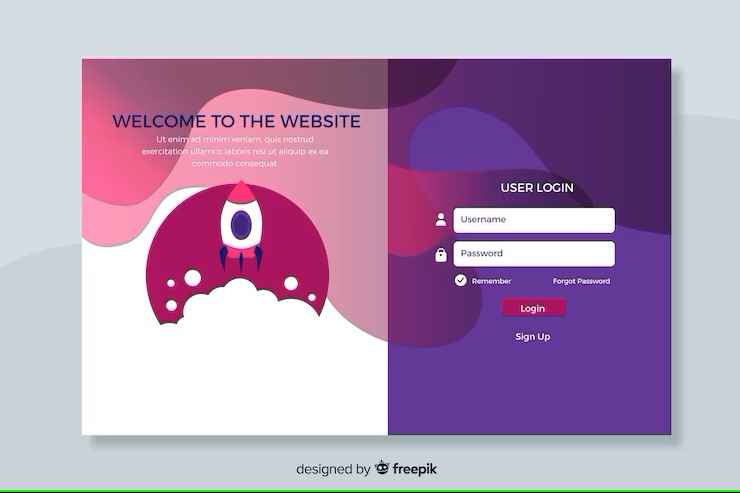 WELCOME TO THE WEBSITE
Ut enim ad minim veniam, quis nostrud
exercitation ullamco laboris nisi ut aliquip ex ea
commodo consequat.
USER LOGIN
Username
Password
Remember
Forgot Password
Login
Sign Up
designed by freepik